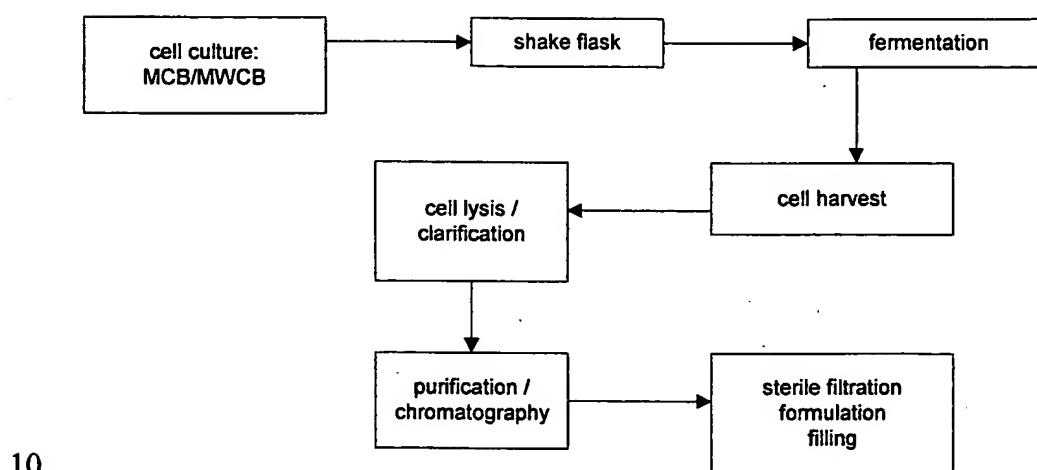 cell culture:
MCB/MWCB
shake flask
fermentation
cell harvest
cell lysis /
clarification
purification /
chromatography
sterile filtration
formulation
filling
10